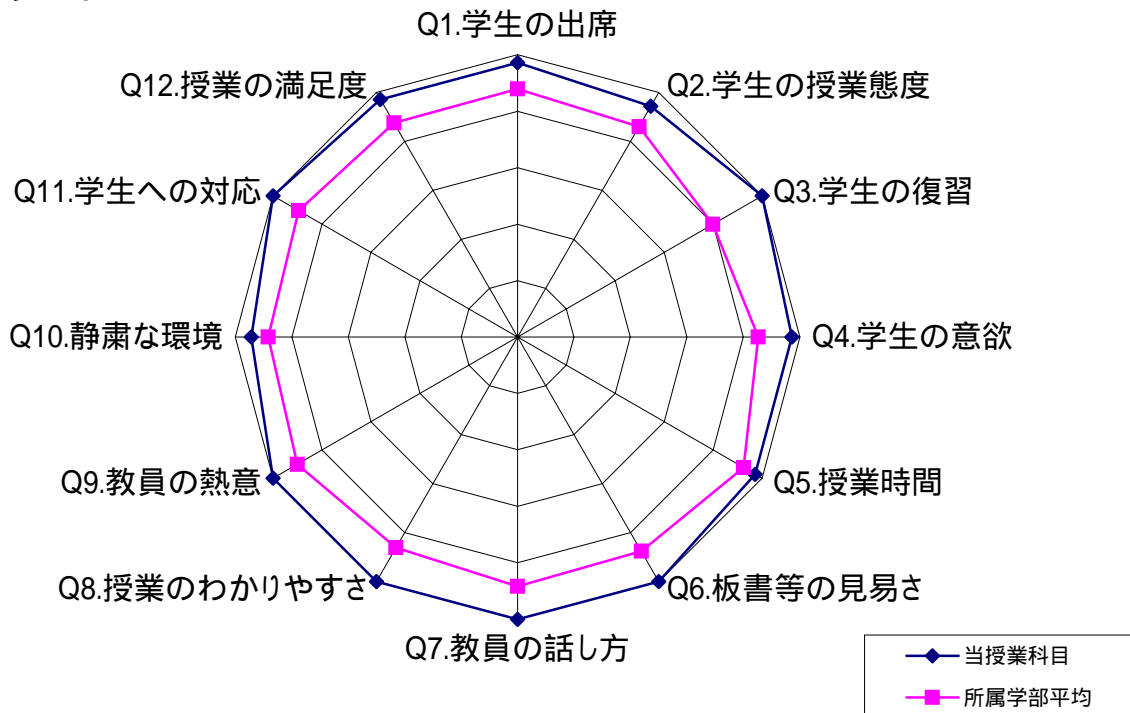 Q1.学生の出席
Q2.学生の授業態度
Q3.学生の復習
Q4.学生の意欲
Q5.授業時間
Q6.板書等の見易さ
Q7.教員の話し方
Q8.授業のわかりやすさ
Q9.教員の熱意
Q10.静粛な環境
Q11.学生への対応
Q12.授業の満足度
当授業科目
所属学部平均